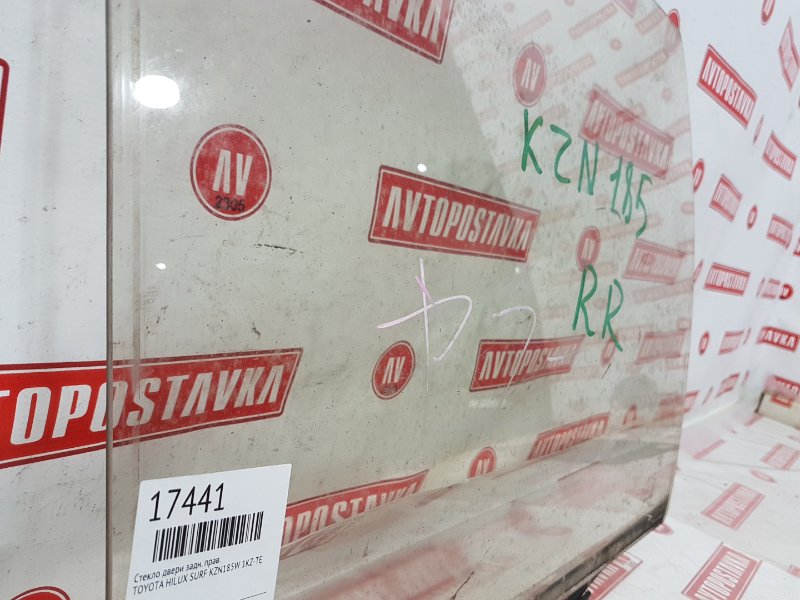 AVTOPOSTAVKA
AV
2306
AVTOPOSTAVKA
KZN 185
RR
AVTOPOSTAVKA
AVTOPOSTAVKA
AV
AVTOPOSTAVKA
17441
Стекло двери задн. прав.
TOYOTA HILUX SURF KZN185W 1KZ-TE